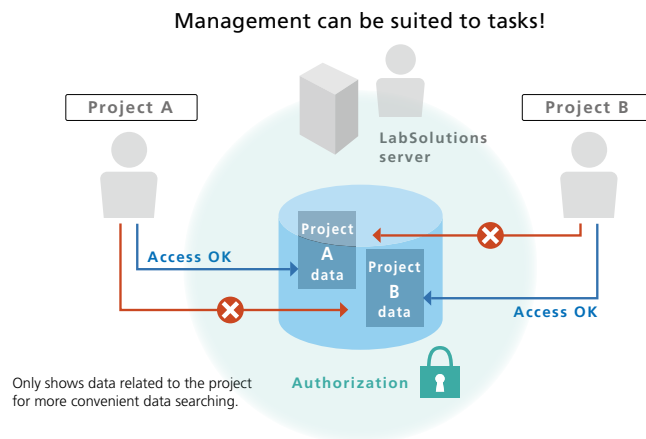 Management can be suited to tasks!
Project A
Project B
LabSolutions
server
Project
A
data
Project
B
data
Access OK
Access OK
Only shows data related to the project
for more convenient data searching.
Authorization